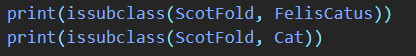 print(issubclass(ScotFold, FelisCatus))
print(issubclass(ScotFold, Cat))